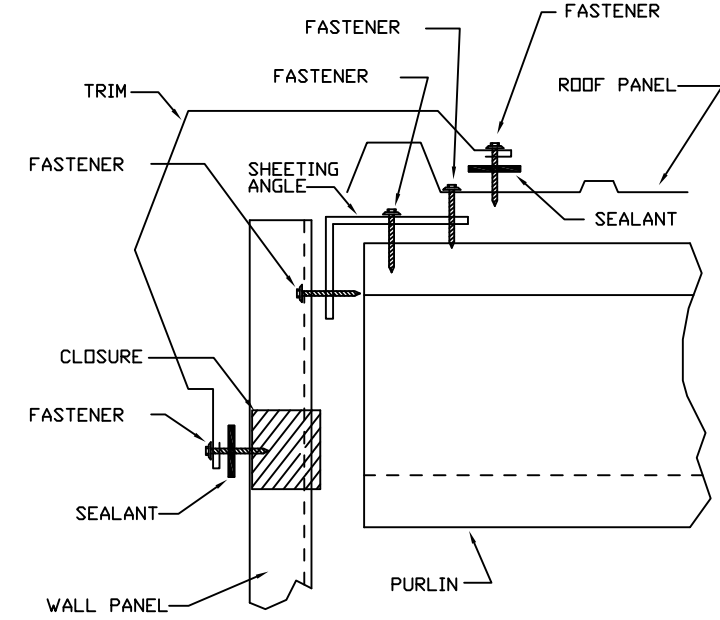 FASTENER
FASTENER
FASTENER
ROOF PANEL
TRIM
FASTENER
SHEETING
ANGLE
SEALANT
CLOSURE
FASTENER
SEALANT
PURLIN
WALL PANEL